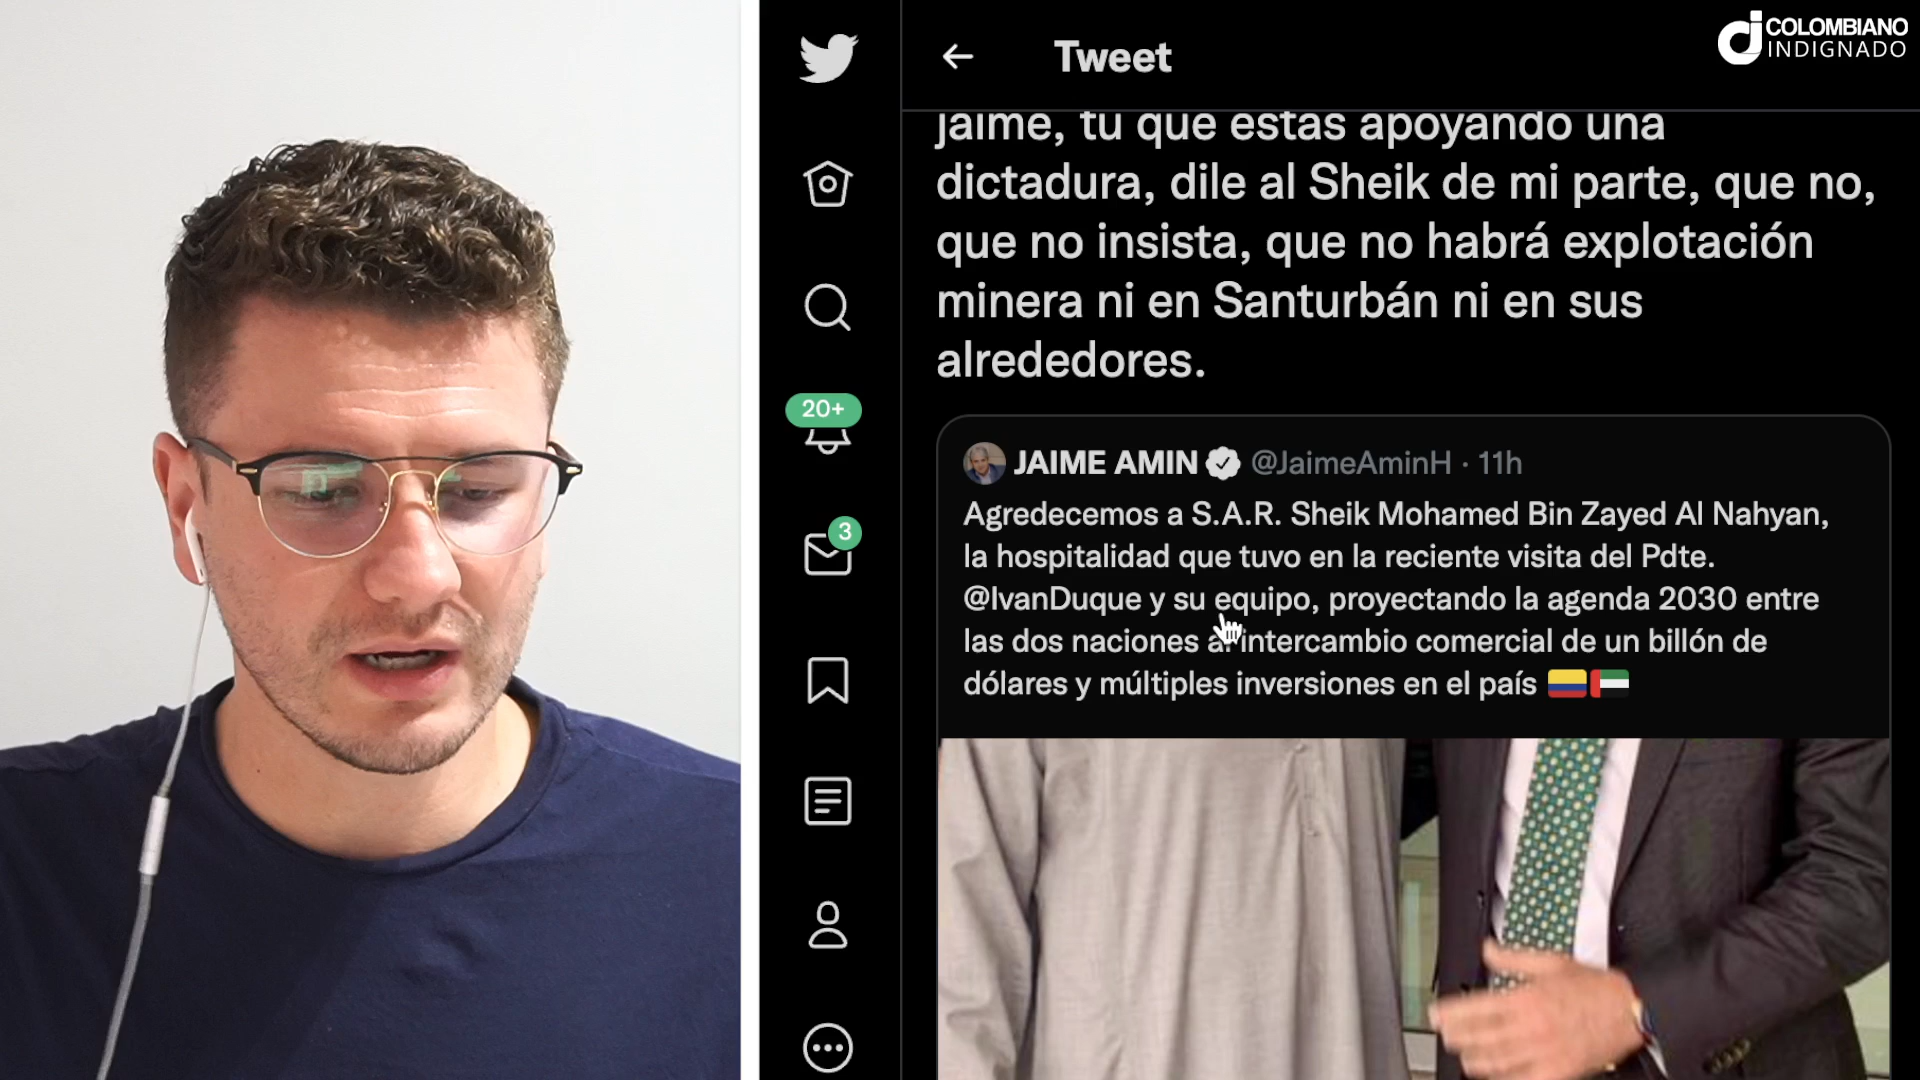 COLOMBIANO
INDIGNADO
Tweet
jaime, tu que estas apoyando una
dictadura, dile al Sheik de mi parte, que no,
que no insista, que no habrá explotación
minera ni en Santurbán ni en sus
alrededores.
20+
3
JAIME AMIN @JaimeAminH · 11h
Agredecemos a S.A.R. Sheik Mohamed Bin Zayed Al Nahyan,
la hospitalidad que tuvo en la reciente visita del Pdte.
@IvanDuque y su equipo, proyectando la agenda 2030 entre
las dos naciones al intercambio comercial de un billón de
dólares y múltiples inversiones en el país